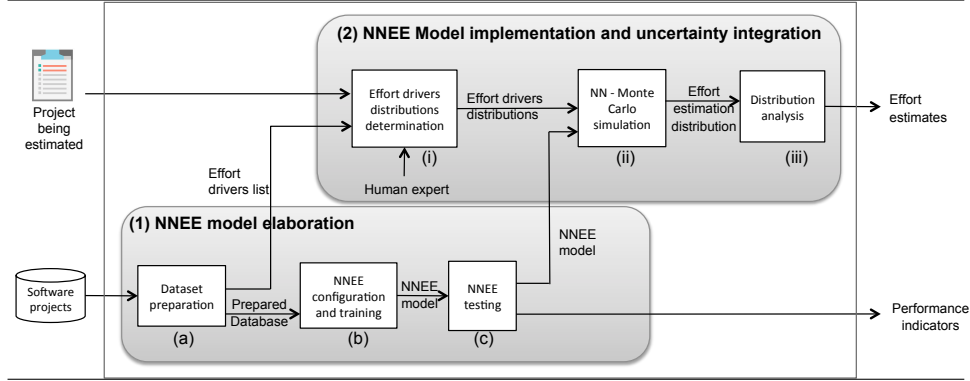 (2) NNEE Model implementation and uncertainty integration
Project
being
estimated
Effort drivers
distributions
determination
(i)
Human expert
Effort drivers
distributions
NN - Monte
Carlo
simulation
(ii)
Effort
estimation
distribution
Distribution
analysis
(iii)
Effort
estimates
Effort
drivers list
(1) NNEE model elaboration
Software
projects
Dataset
preparation
(a)
Prepared
Database
NNEE
configuration
and training
(b)
NNEE
model
NNEE
testing
(c)
NNEE
model
Performance
indicators